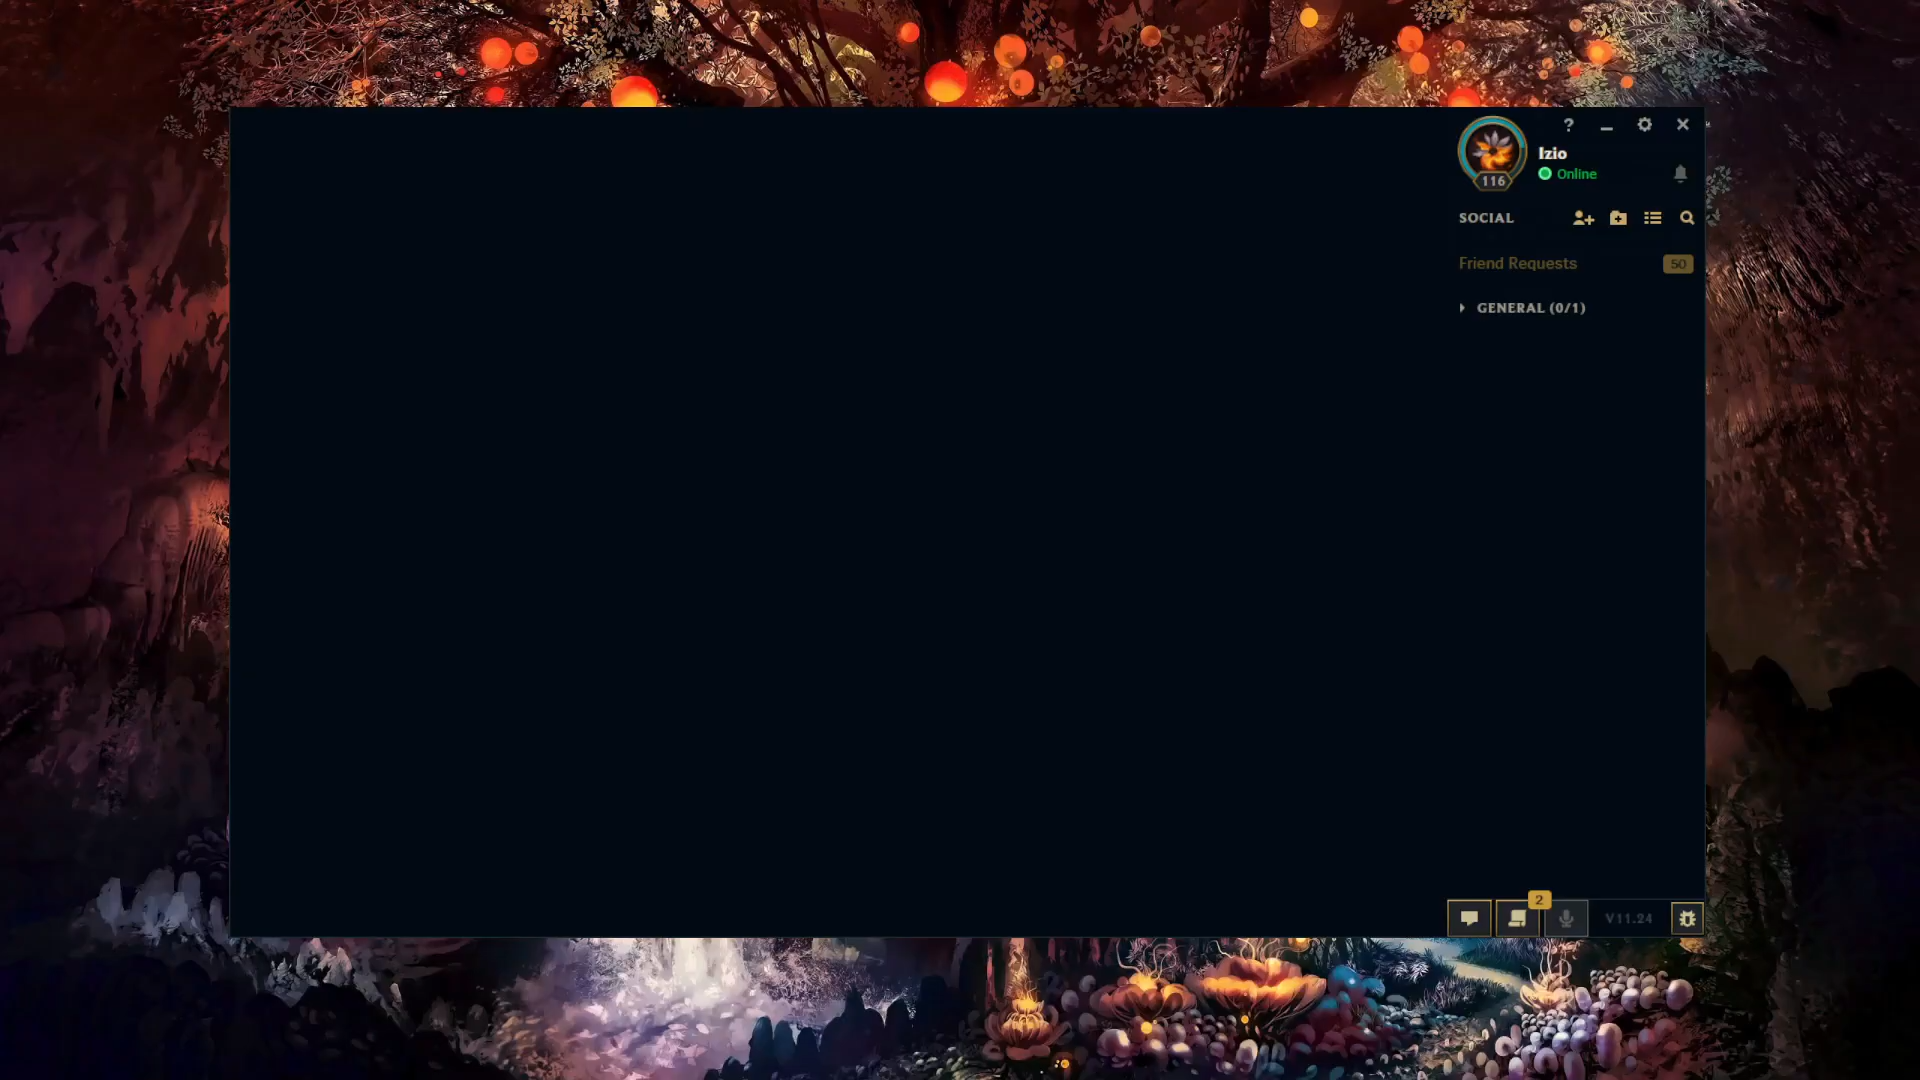 ?
Izio
Online
116
SOCIAL
Friend Requests
50
GENERAL (0/1)
2
V11.24